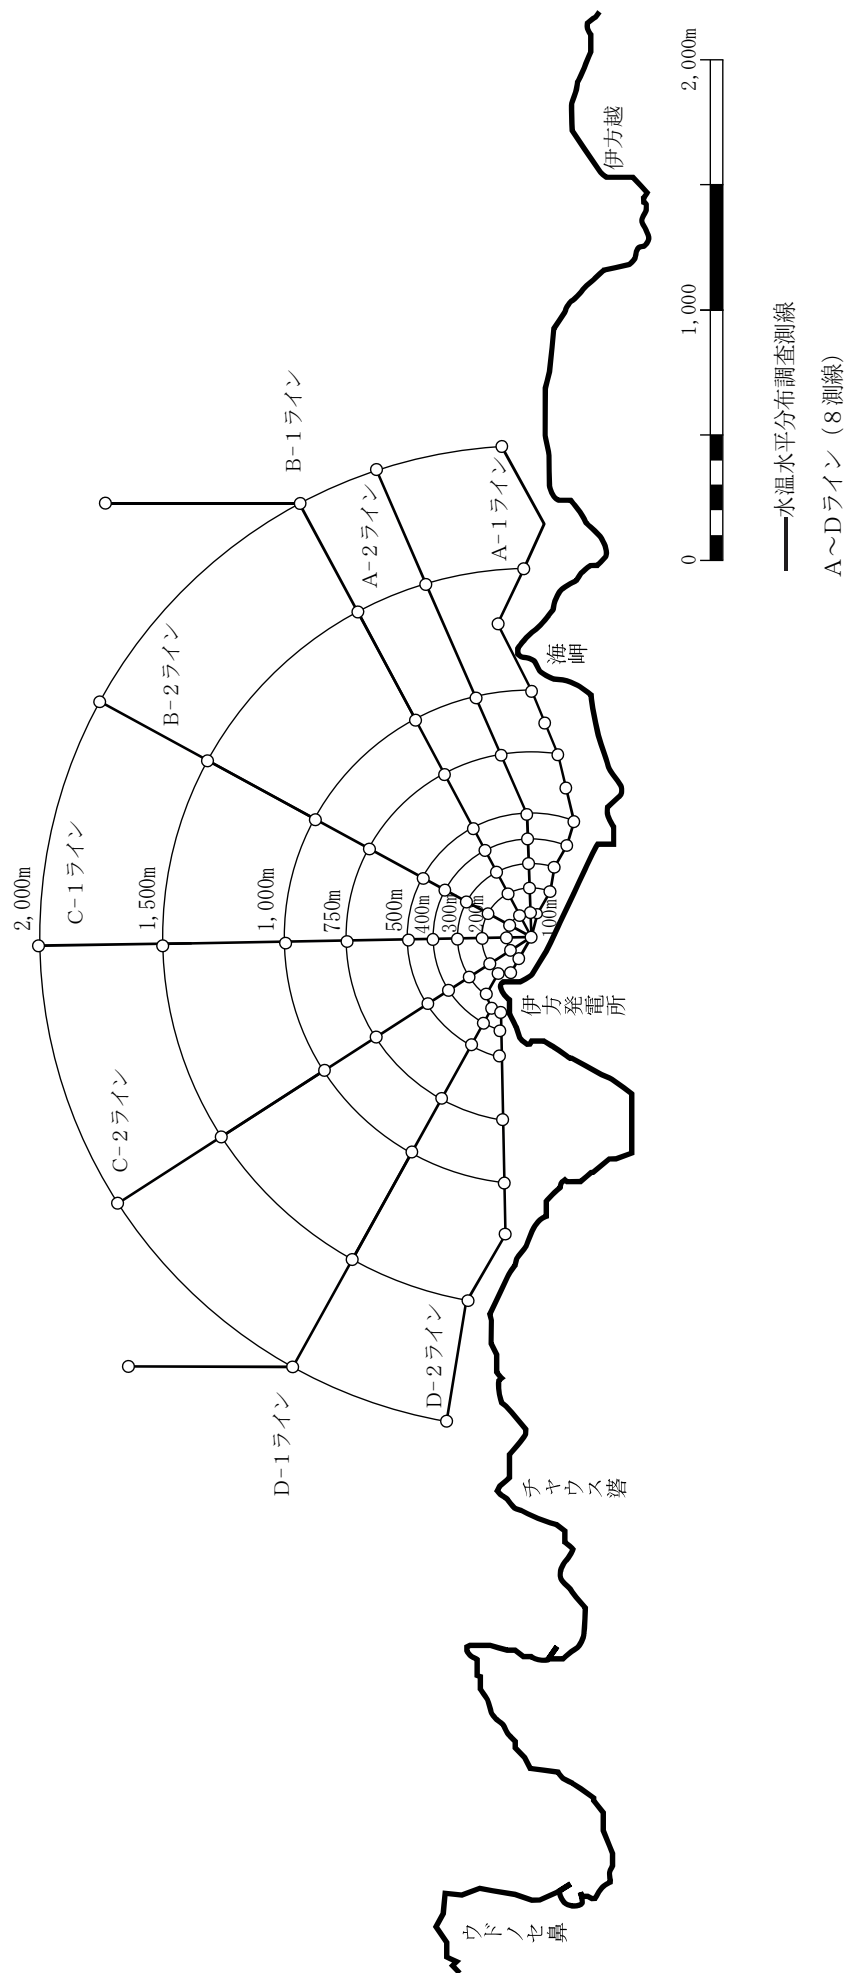 2,000m
1,500m
1,000m
750m
500m
400m
300m
200m
100m
A-1ライン
A-2ライン
B-1ライン
B-2ライン
C-1ライン
C-2ライン
D-1ライン
D-2ライン
ウドノセ鼻
チャウス碆
伊方発電所
海岬
伊方越
0
1,000
2,000m
水温水平分布調査測線
A～Dライン（８測線）